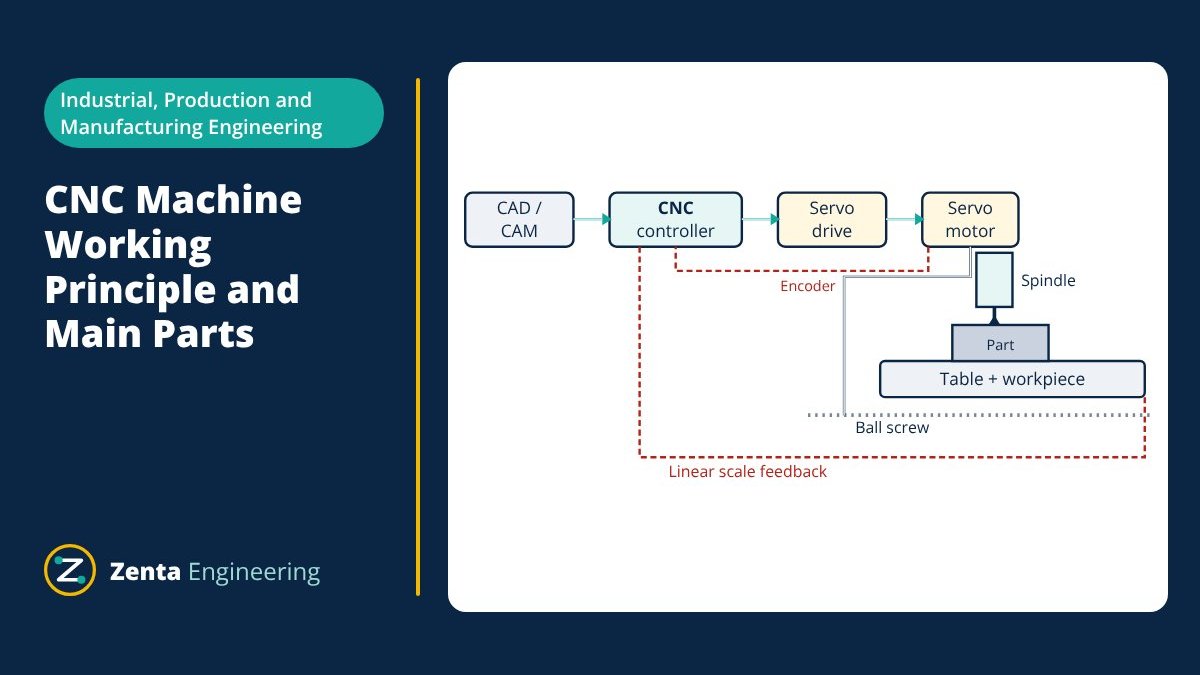 Industrial, Production and
Manufacturing Engineering
CNC Machine
Working
Principle and
Main Parts
Zenta Engineering
CAD /
CAM
CNC
controller
Servo
drive
Servo
motor
Encoder
Spindle
Part
Table + workpiece
Ball screw
Linear scale feedback